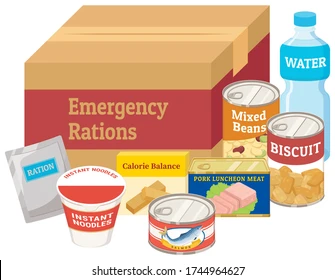 Emergency
Rations
WATER
Mixed
Beans
BISCUIT
RATION
INSTANT NOODLES
INSTANT
NOODLES
Calorie Balance
PORK LUNCHEON MEAT
SALMON
shutterstock.com · 1744964627